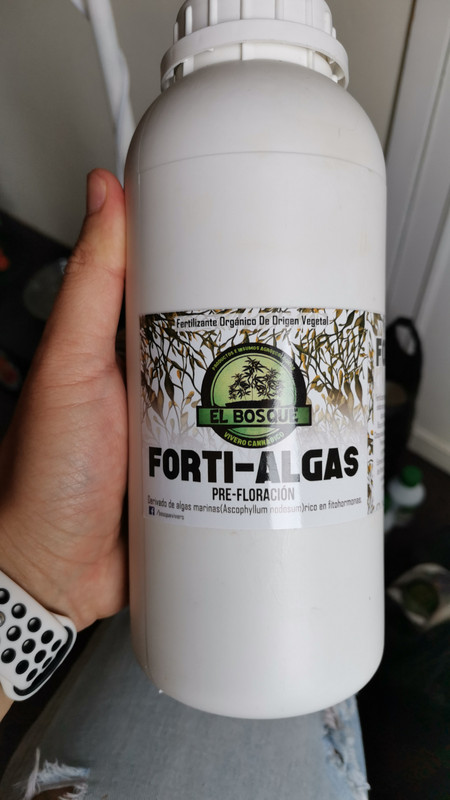 Fertilizante Orgánico De Origen Vegetal
EL BOSQUE
VIVERO CANNÁBICO
FORTI-ALGAS
PRE-FLORACIÓN
Derivado de algas marinas(Ascophyllum nodosum)rico en fitohormonas